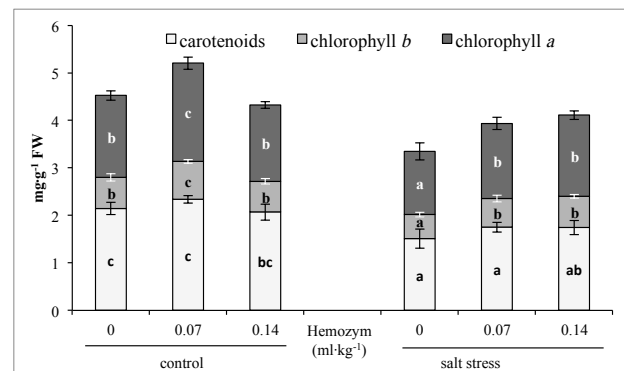 carotenoids chlorophyll b chlorophyll a
mg·g⁻¹ FW
6
5
4
3
2
1
0
b c b a b b
b c b a b b
c c bc a a ab
0 0.07 0.14 Hemozym 0 0.07 0.14
(ml·kg⁻¹)
control salt stress